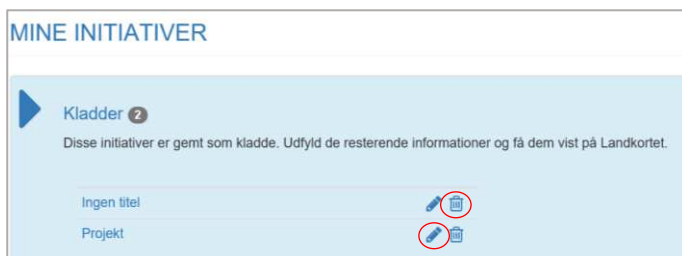 MINE INITIATIVER
Kladder 2
Disse initiativer er gemt som kladde. Udfyld de resterende informationer og få dem vist på Landkortet.
Ingen titel
Projekt